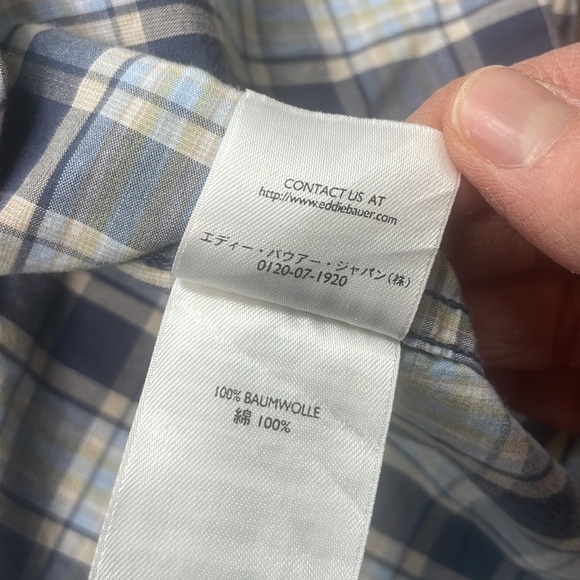 CONTACT US AT
http://www.eddiebauer.com
エディー・バウアー・ジャパン(株)
0120-07-1920
100% BAUMWOLLE
綿 100%